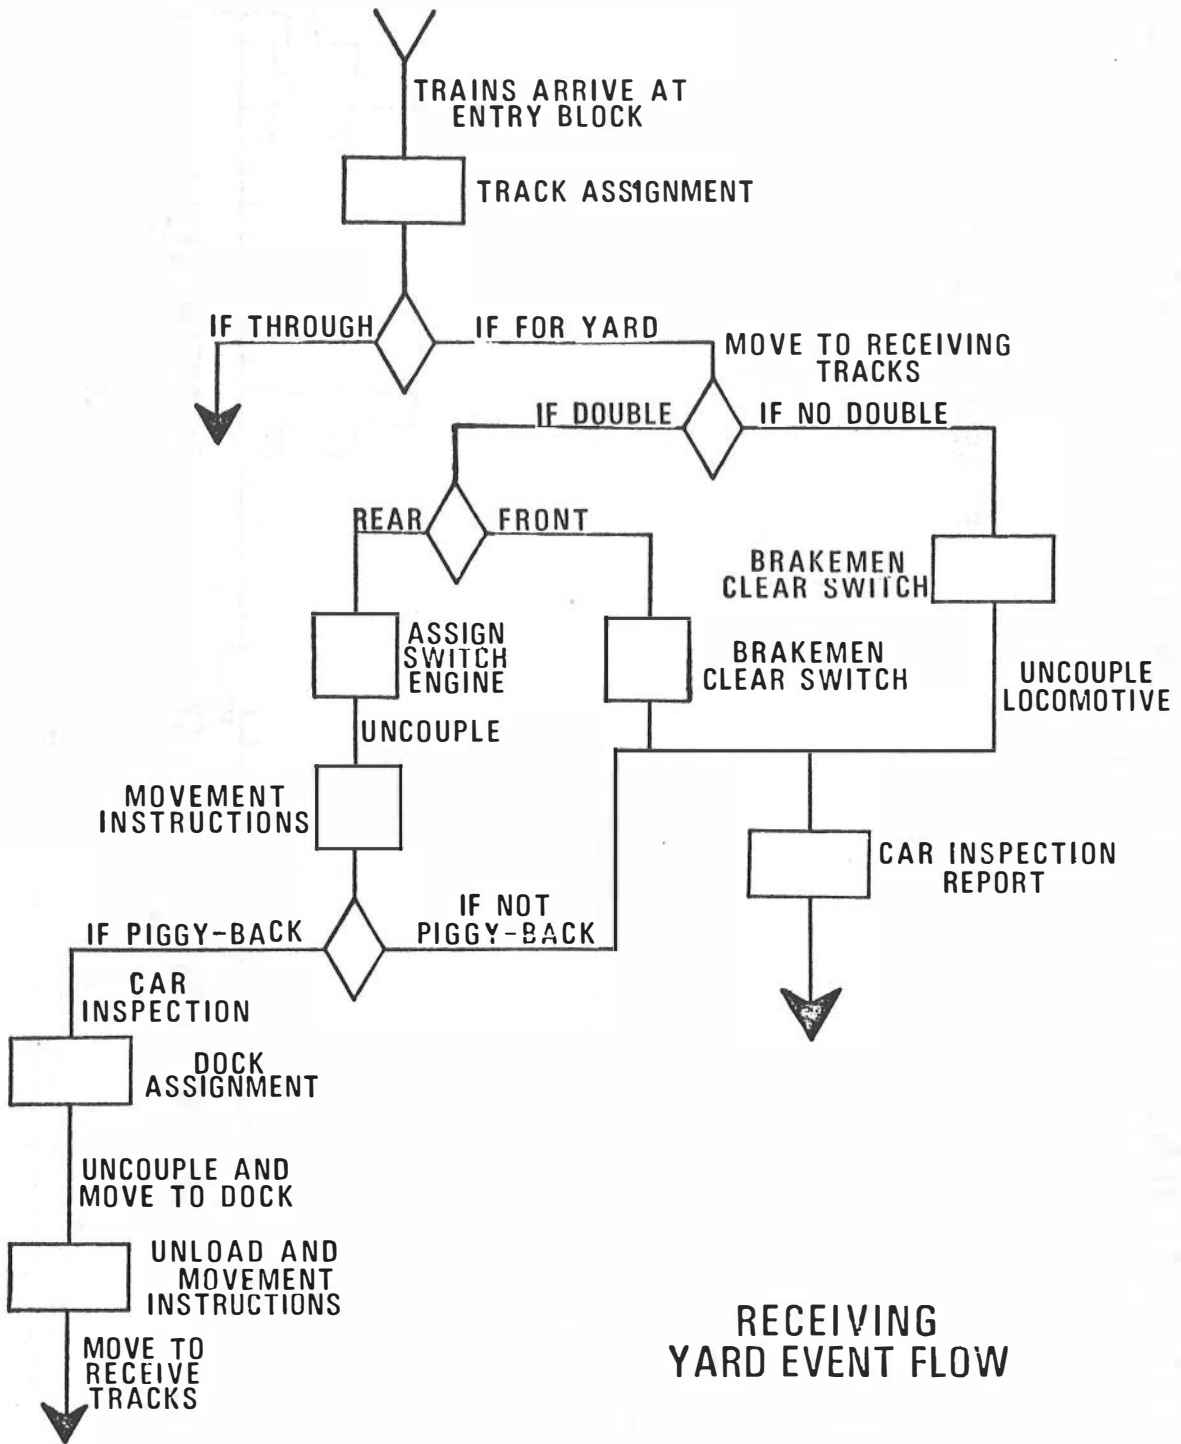 TRAINS ARRIVE AT
ENTRY BLOCK
TRACK ASSIGNMENT
IF THROUGH
IF FOR YARD
MOVE TO RECEIVING
TRACKS
IF DOUBLE
IF NO DOUBLE
REAR
FRONT
BRAKEMEN
CLEAR SWITCH
ASSIGN
SWITCH
ENGINE
BRAKEMEN
CLEAR SWITCH
UNCOUPLE
LOCOMOTIVE
UNCOUPLE
MOVEMENT
INSTRUCTIONS
CAR INSPECTION
REPORT
IF PIGGY-BACK
IF NOT
PIGGY-BACK
CAR
INSPECTION
DOCK
ASSIGNMENT
UNCOUPLE AND
MOVE TO DOCK
UNLOAD AND
MOVEMENT
INSTRUCTIONS
MOVE TO
RECEIVE
TRACKS
RECEIVING
YARD EVENT FLOW